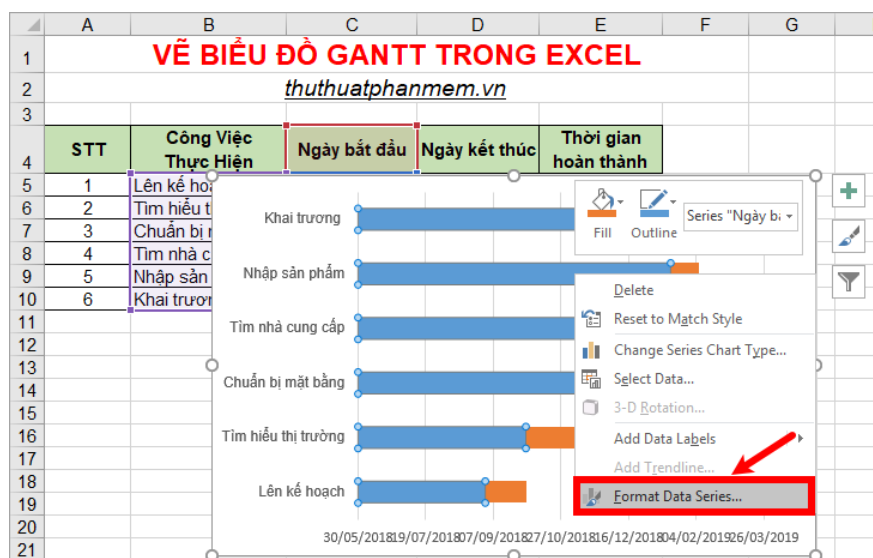 A B C D E F G
1 VẼ BIỂU ĐỒ GANTT TRONG EXCEL
2 thuthuatphanmem.vn
3
4 STT Công Việc Thực Hiện Ngày bắt đầu Ngày kết thúc Thời gian hoàn thành
5 1 Lên kế ho
6 2 Tìm hiểu t
7 3 Chuẩn bị
8 4 Tìm nhà c
9 5 Nhập sản
10 6 Khai trươ
11
12
13
14
15
16
17
18
19
20
21
Fill Outline Series "Ngày b
Khai trương
Nhập sản phẩm
Tìm nhà cung cấp
Chuẩn bị mặt bằng
Tìm hiểu thị trường
Lên kế hoạch
30/05/2018 19/07/2018 07/09/2018 27/10/2018 16/12/2018 04/02/2019 26/03/2019
Delete
Reset to Match Style
Change Series Chart Type...
Select Data...
3-D Rotation...
Add Data Labels
Add Trendline...
Format Data Series...